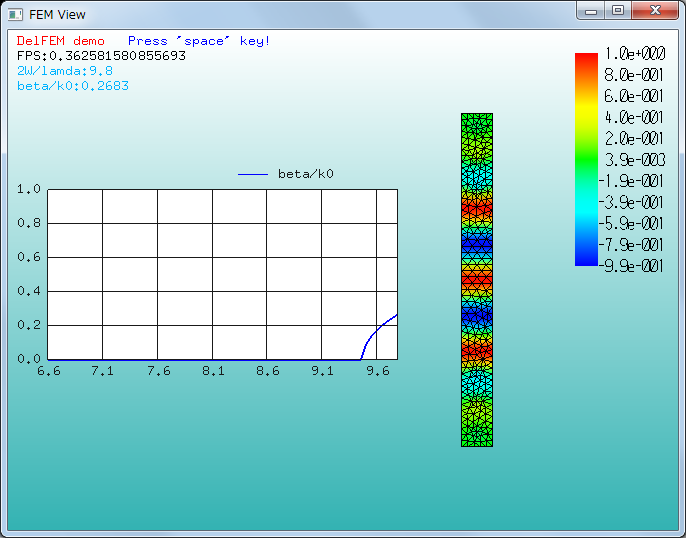 FEM View
DelFEM demo Press "space" key!
FPS:0.362581580855693
2W/lamda:9.8
beta/k0:0.2683
beta/k0
1.0
0.8
0.6
0.4
0.2
0.0
6.6 7.1 7.6 8.1 8.6 9.1 9.6
1.0e+000
8.0e-001
6.0e-001
4.0e-001
2.0e-001
3.9e-003
-1.9e-001
-3.9e-001
-5.9e-001
-7.9e-001
-9.9e-001